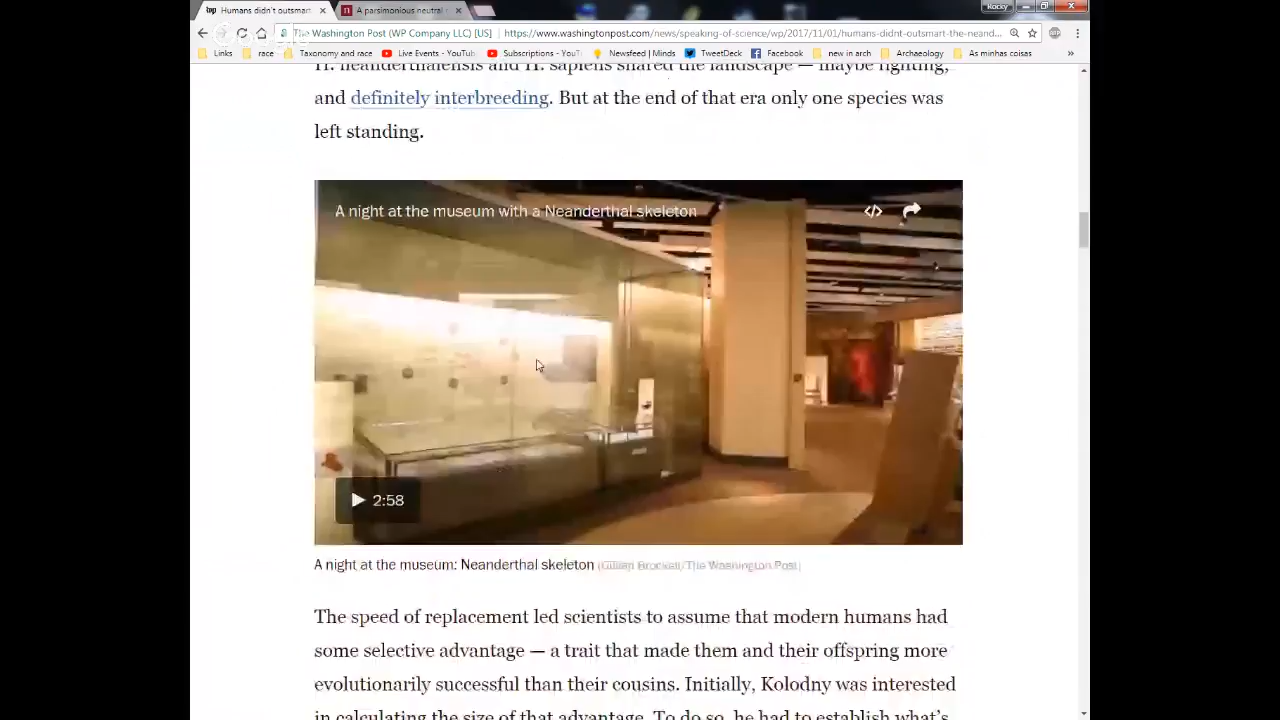 Humans didn't outsmar
A parsimonious neutral
Rocky
The Washington Post (WP Company LLC) [US]
https://www.washingtonpost.com/news/speaking-of-science/wp/2017/11/01/humans-didnt-outsmart-the-neand...
Links
race
Taxonomy and race
Live Events - YouTub
Subscriptions - YouT
Newsfeed | Minds
TweetDeck
Facebook
new in arch
Archaeology
As minhas coisas
»
H. neanderthalensis and H. sapiens shared the landscape — maybe fighting,
and definitely interbreeding. But at the end of that era only one species was
left standing.
A night at the museum with a Neanderthal skeleton
2:58
A night at the museum: Neanderthal skeleton (Gillian Brockell/The Washington Post)
The speed of replacement led scientists to assume that modern humans had
some selective advantage — a trait that made them and their offspring more
evolutionarily successful than their cousins. Initially, Kolodny was interested
in calculating the size of that advantage. To do so, he had to establish what's